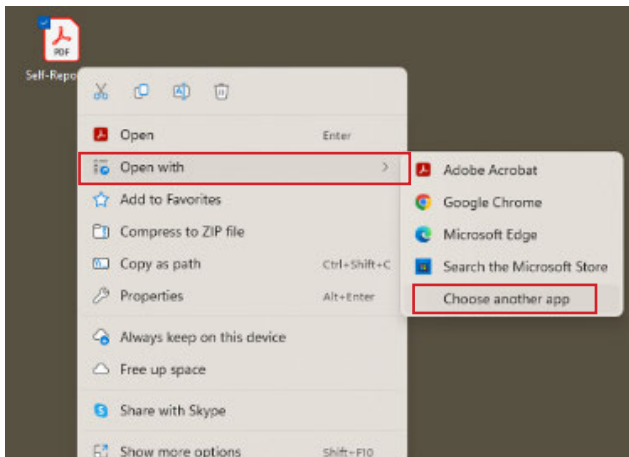 PDF
Self-Repo
Open Enter
Open with
Add to Favorites
Compress to ZIP file
Copy as path Ctrl+Shift+C
Properties Alt+Enter
Always keep on this device
Free up space
Share with Skype
Show more options Shift+F10
Adobe Acrobat
Google Chrome
Microsoft Edge
Search the Microsoft Store
Choose another app